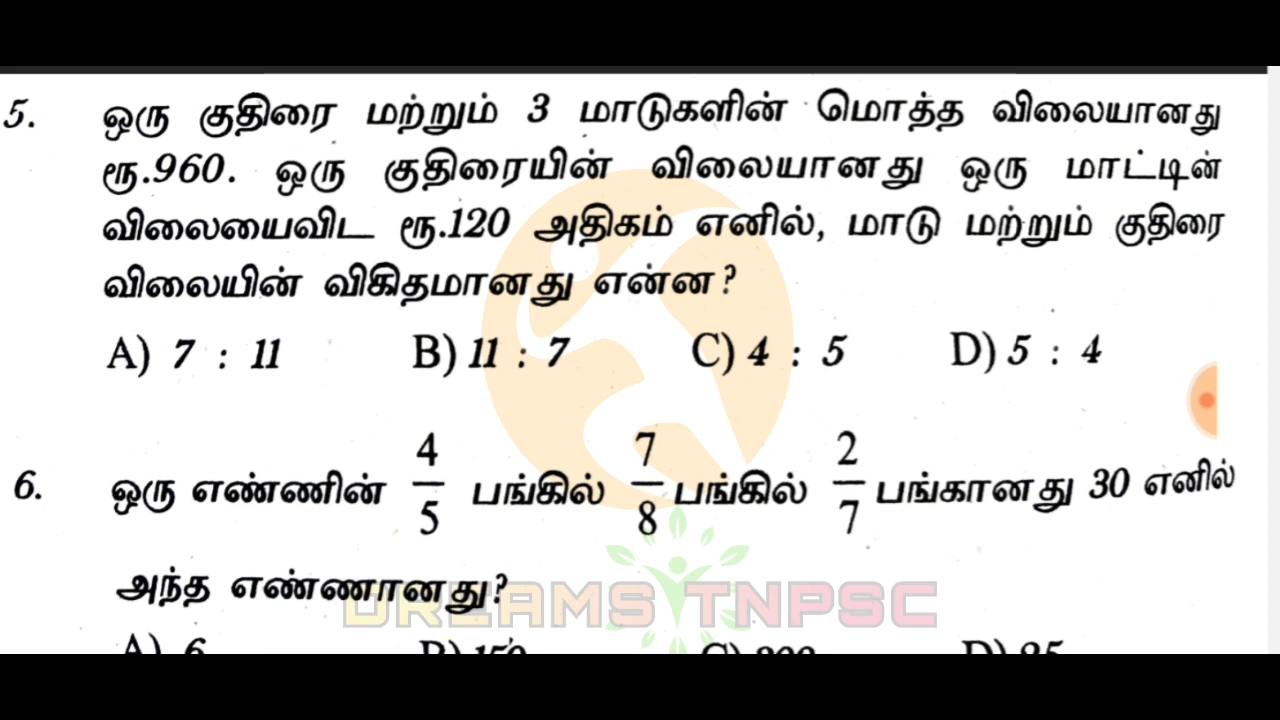 5. ஒரு குதிரை மற்றும் 3 மாடுகளின் மொத்த விலையானது
ரூ.960. ஒரு குதிரையின் விலையானது ஒரு மாட்டின்
விலையைவிட ரூ.120 அதிகம் எனில், மாடு மற்றும் குதிரை
விலையின் விகிதமானது என்ன?
A) 7 : 11 B) 11 : 7 C) 4 : 5 D) 5 : 4
6. ஒரு எண்ணின் 4/5 பங்கில் 7/8 பங்கில் 2/7 பங்கானது 30 எனில்
அந்த எண்ணானது?
DREAMS TNPSC
A) 6 B) 150 C) D)